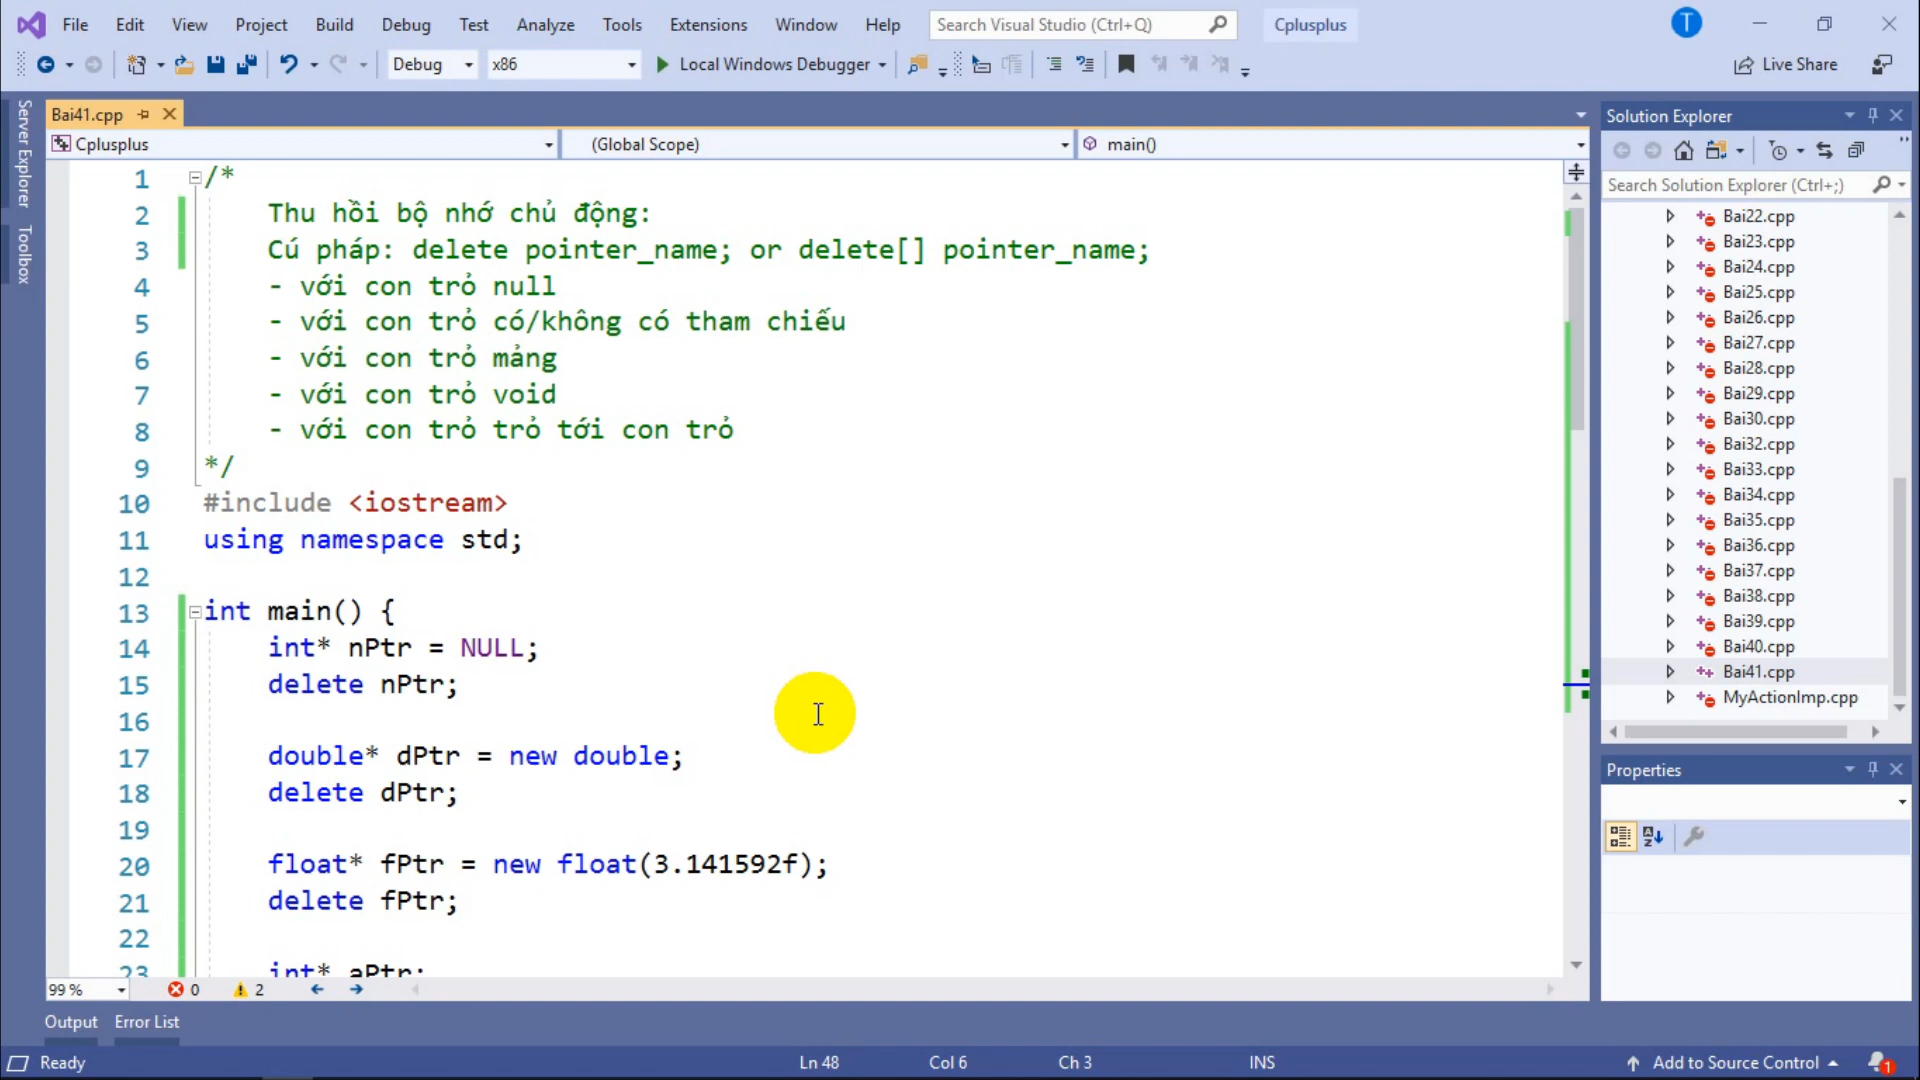 File Edit View Project Build Debug Test Analyze Tools Extensions Window Help Search Visual Studio (Ctrl+Q) Cplusplus T
Debug x86 Local Windows Debugger Live Share
Server Explorer
Toolbox
Bai41.cpp
Cplusplus (Global Scope) main()
1 /*
2 Thu hồi bộ nhớ chủ động:
3 Cú pháp: delete pointer_name; or delete[] pointer_name;
4 - với con trỏ null
5 - với con trỏ có/không có tham chiếu
6 - với con trỏ mảng
7 - với con trỏ void
8 - với con trỏ trỏ tới con trỏ
9 */
10 #include <iostream>
11 using namespace std;
12
13 int main() {
14 int* nPtr = NULL;
15 delete nPtr;
16
17 double* dPtr = new double;
18 delete dPtr;
19
20 float* fPtr = new float(3.141592f);
21 delete fPtr;
22
23 int* aPtr;
99 % 0 2
Solution Explorer
Search Solution Explorer (Ctrl+;)
Bai22.cpp
Bai23.cpp
Bai24.cpp
Bai25.cpp
Bai26.cpp
Bai27.cpp
Bai28.cpp
Bai29.cpp
Bai30.cpp
Bai32.cpp
Bai33.cpp
Bai34.cpp
Bai35.cpp
Bai36.cpp
Bai37.cpp
Bai38.cpp
Bai39.cpp
Bai40.cpp
Bai41.cpp
MyActionImp.cpp
Properties
Output Error List
Ready Ln 48 Col 6 Ch 3 INS Add to Source Control 1